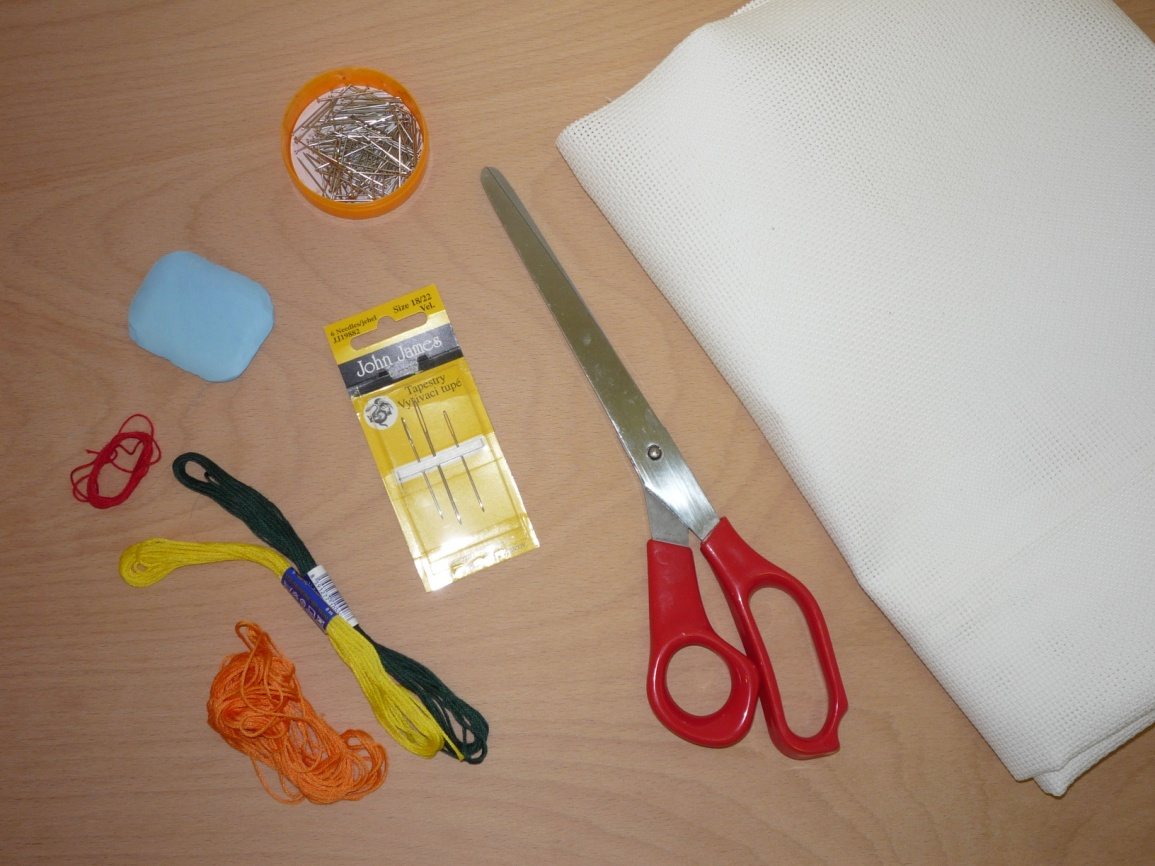 6 Needles/jehel
JJ19882
Size 18/22
Vel.
John James
Tapestry
Vyšívací tupé